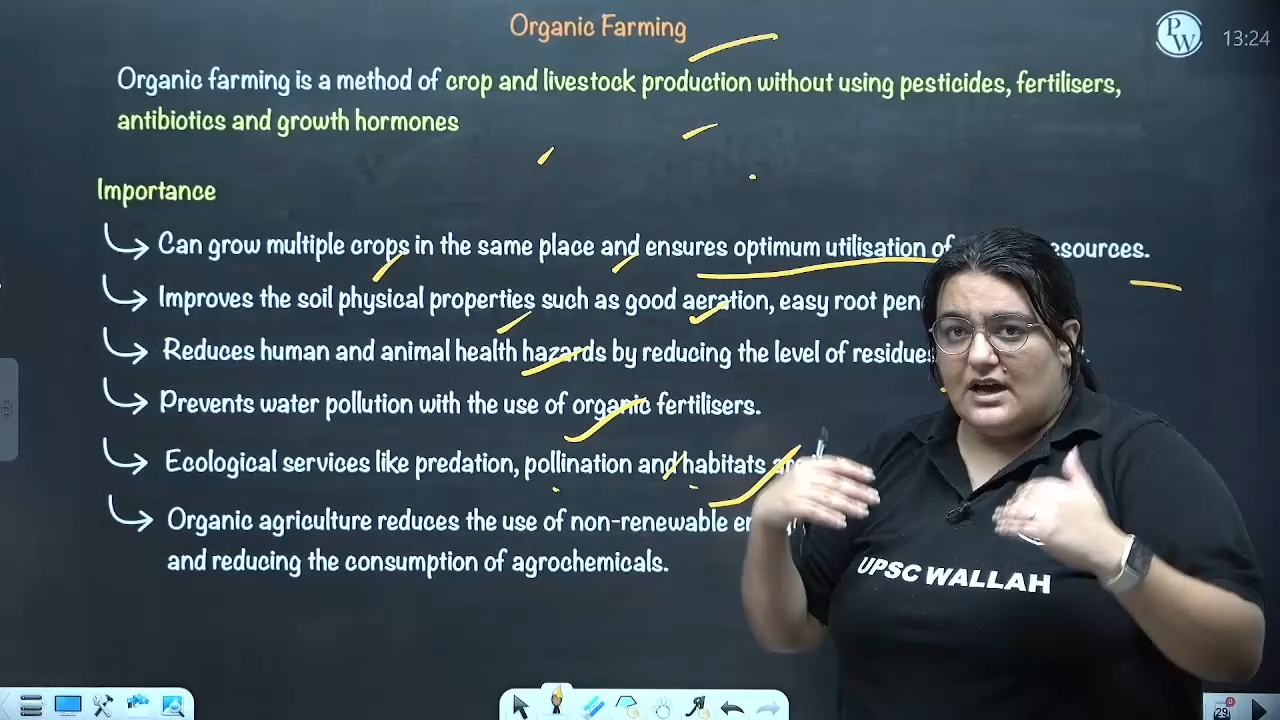 Organic Farming
PW
13:24
Organic farming is a method of crop and livestock production without using pesticides, fertilisers,
antibiotics and growth hormones
Importance
Can grow multiple crops in the same place and ensures optimum utilisation of esources.
Improves the soil physical properties such as good aeration, easy root
Reduces human and animal health hazards by reducing the level of residues
Prevents water pollution with the use of organic fertilisers.
Ecological services like predation, pollination and habitats
Organic agriculture reduces the use of non-renewable
and reducing the consumption of agrochemicals.
UPSC WALLAH
29